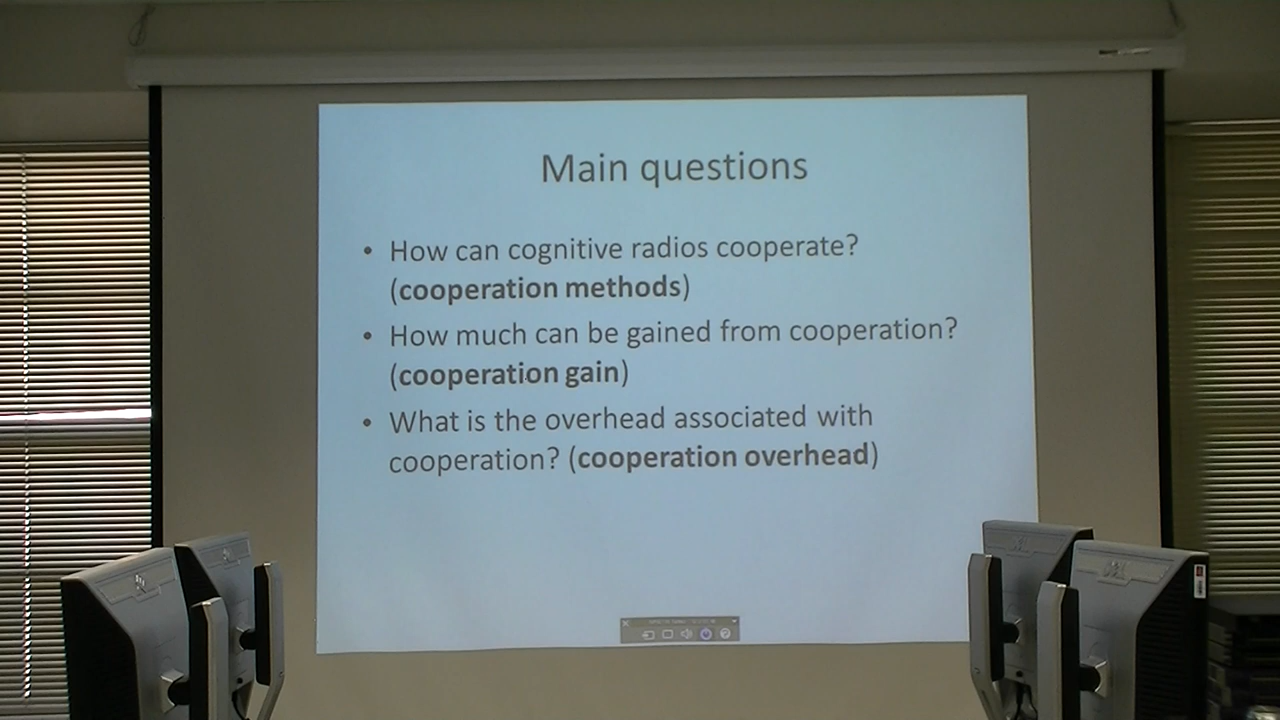 Main questions
• How can cognitive radios cooperate?
(cooperation methods)
• How much can be gained from cooperation?
(cooperation gain)
• What is the overhead associated with
cooperation? (cooperation overhead)